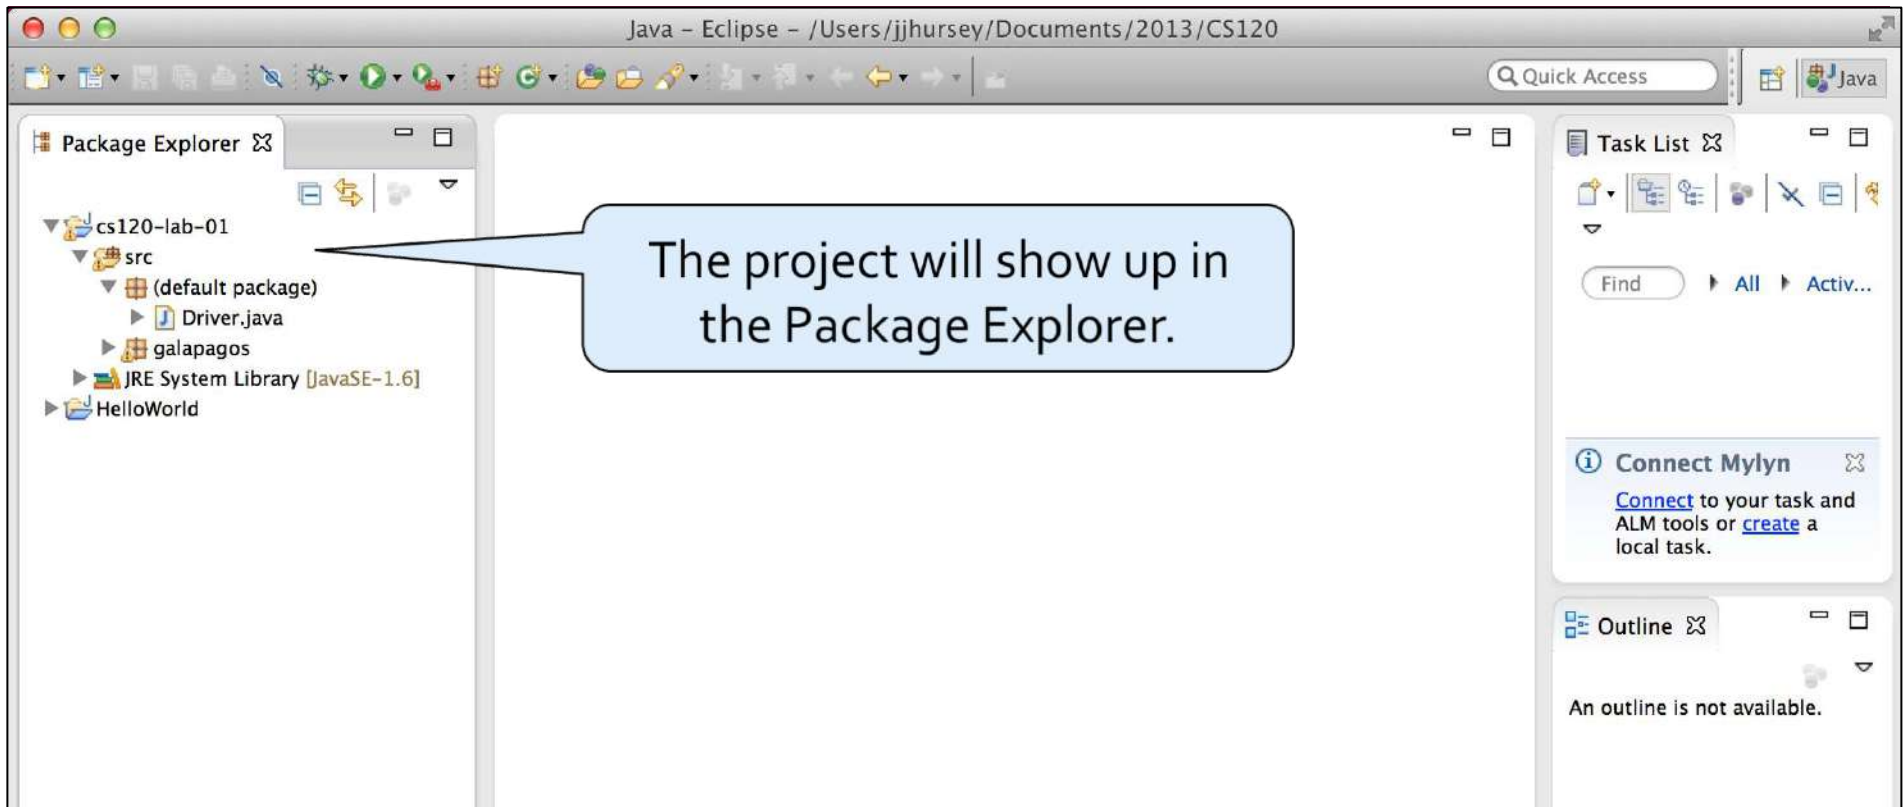 Java – Eclipse – /Users/jjhursey/Documents/2013/CS120
Quick Access
Java
Package Explorer
cs120-lab-01
src
(default package)
Driver.java
galapagos
JRE System Library [JavaSE-1.6]
HelloWorld
The project will show up in
the Package Explorer.
Task List
Find
All
Activ...
Connect Mylyn
Connect to your task and
ALM tools or create a
local task.
Outline
An outline is not available.